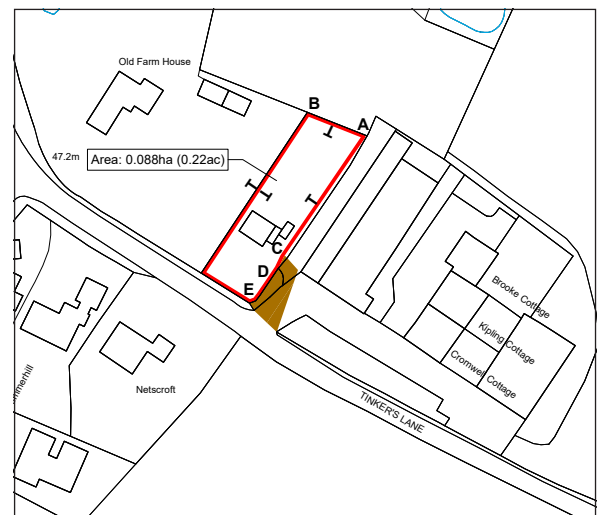 Old Farm House
B
A
47.2m
Area: 0.088ha (0.22ac)
C
D
E
Brooke Cottage
Kipling Cottage
Cromwell Cottage
TINKER'S LANE
Netscroft
mmerhill